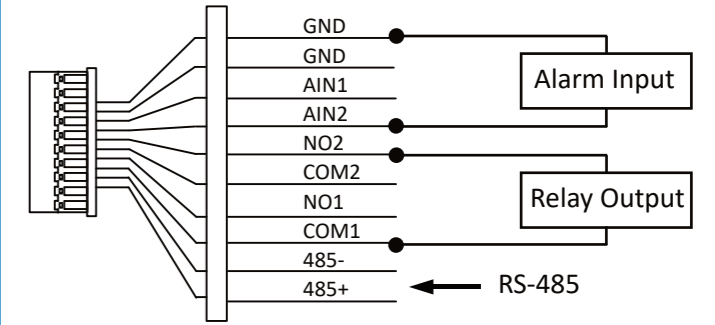 GND
GND
AIN1
AIN2
NO2
COM2
NO1
COM1
485-
485+
Alarm Input
Relay Output
RS-485